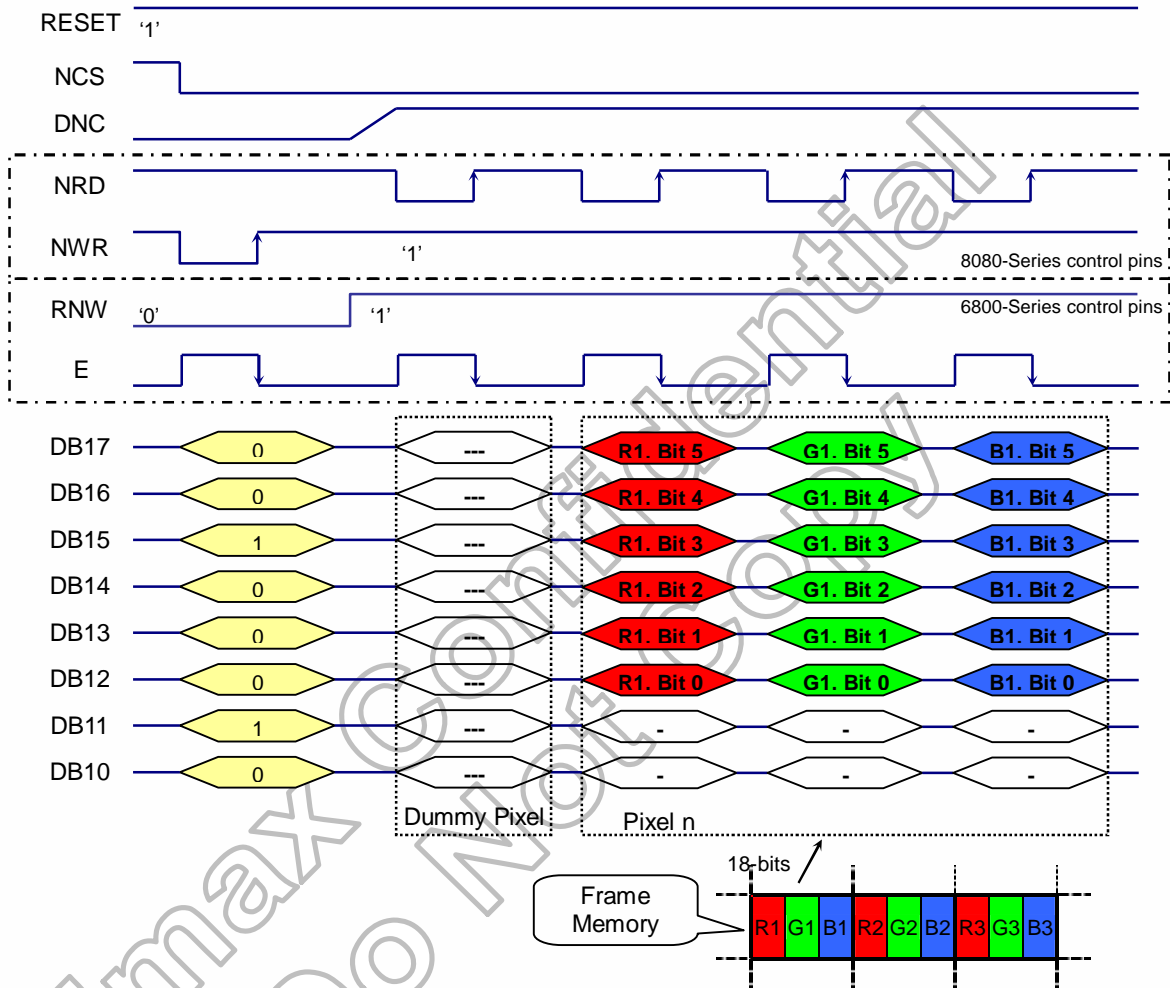 RESET '1'
NCS
DNC
NRD
NWR '1'
8080-Series control pins
RNW '0' '1'
6800-Series control pins
E
DB17 0 --- R1. Bit 5 G1. Bit 5 B1. Bit 5
DB16 0 --- R1. Bit 4 G1. Bit 4 B1. Bit 4
DB15 1 --- R1. Bit 3 G1. Bit 3 B1. Bit 3
DB14 0 --- R1. Bit 2 G1. Bit 2 B1. Bit 2
DB13 0 --- R1. Bit 1 G1. Bit 1 B1. Bit 1
DB12 0 --- R1. Bit 0 G1. Bit 0 B1. Bit 0
DB11 1 --- - - -
DB10 0 --- - - -
Dummy Pixel Pixel n
18-bits
Frame
Memory
R1 G1 B1 R2 G2 B2 R3 G3 B3
max Confidential
Do Not Copy